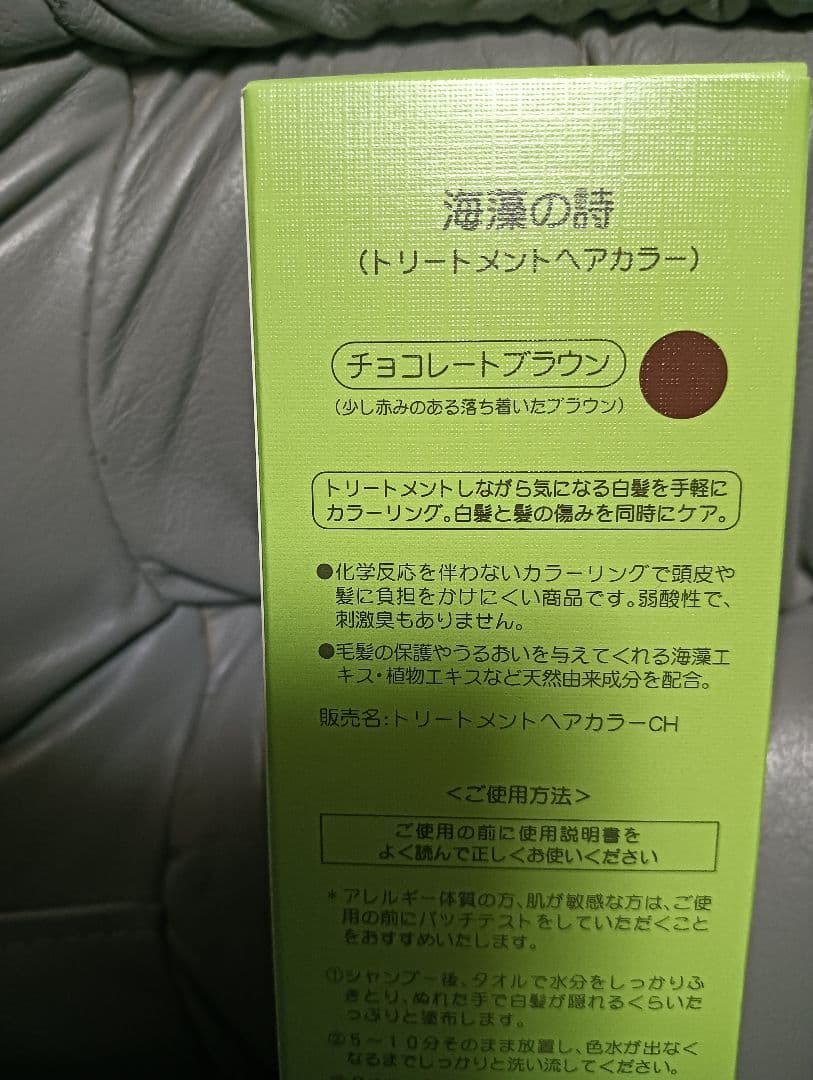 海藻の詩
（トリートメントヘアカラー）
チョコレートブラウン
（少し赤みのある落ち着いたブラウン）
トリートメントしながら気になる白髪を手軽に
カラーリング。白髪と髪の傷みを同時にケア。
●化学反応を伴わないカラーリングで頭皮や
髪に負担をかけにくい商品です。弱酸性で、
刺激臭もありません。
●毛髪の保護やうるおいを与えてくれる海藻エ
キス・植物エキスなど天然由来成分を配合。
販売名：トリートメントヘアカラーCH
＜ご使用方法＞
ご使用の前に使用説明書を
よく読んで正しくお使いください
＊アレルギー体質の方、肌が敏感な方は、ご使
用の前にパッチテストをしていただくこと
をおすすめいたします。
①シャンプー後、タオルで水分をしっかりふ
きとり、ぬれた手で白髪が隠れるくらいた
っぷりと塗布します。
②5～10分そのまま放置し、色水が出なく
なるまでしっかりと洗い流してください。